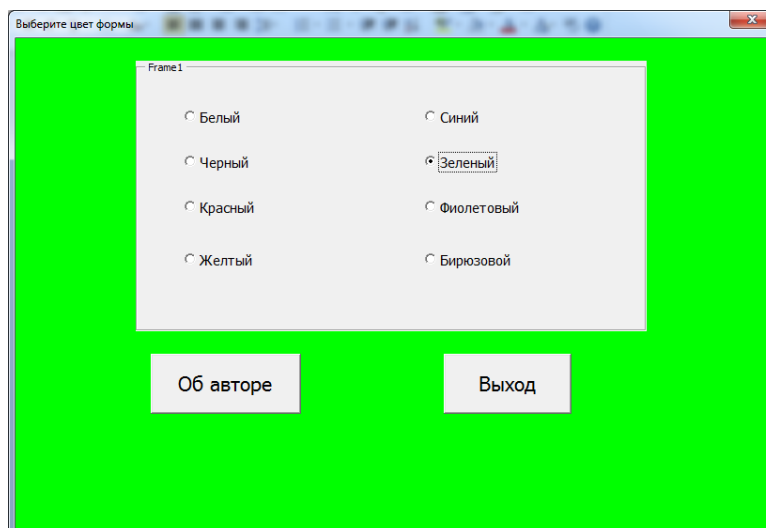 Выберите цвет формы
Frame1
Белый
Синий
Черный
Зеленый
Красный
Фиолетовый
Желтый
Бирюзовой
Об авторе
Выход